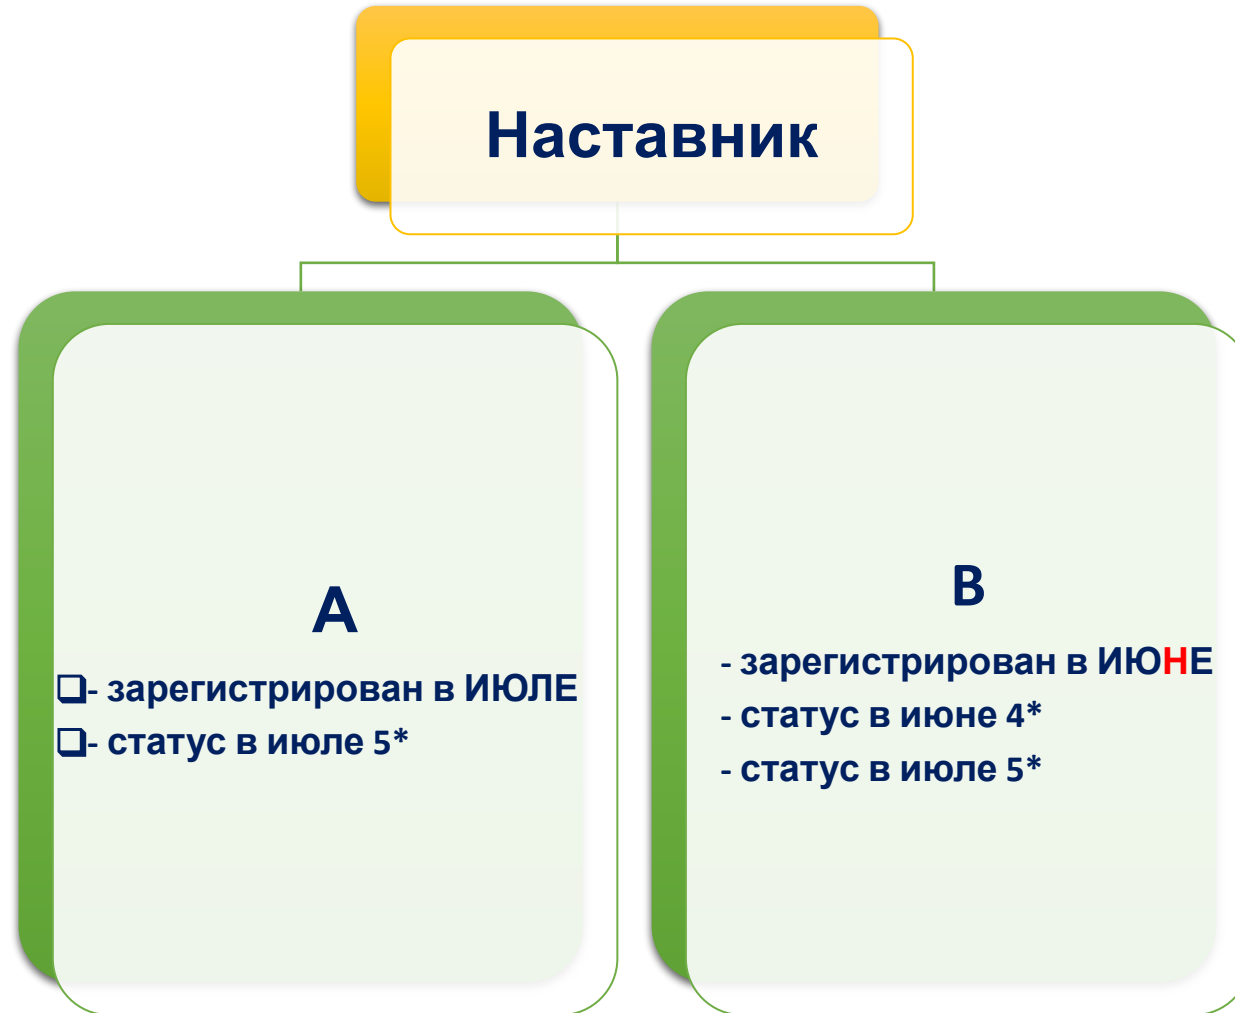 Наставник
А
❑- зарегистрирован в ИЮЛЕ
❑- статус в июле 5*
В
- зарегистрирован в ИЮНЕ
- статус в июне 4*
- статус в июле 5*